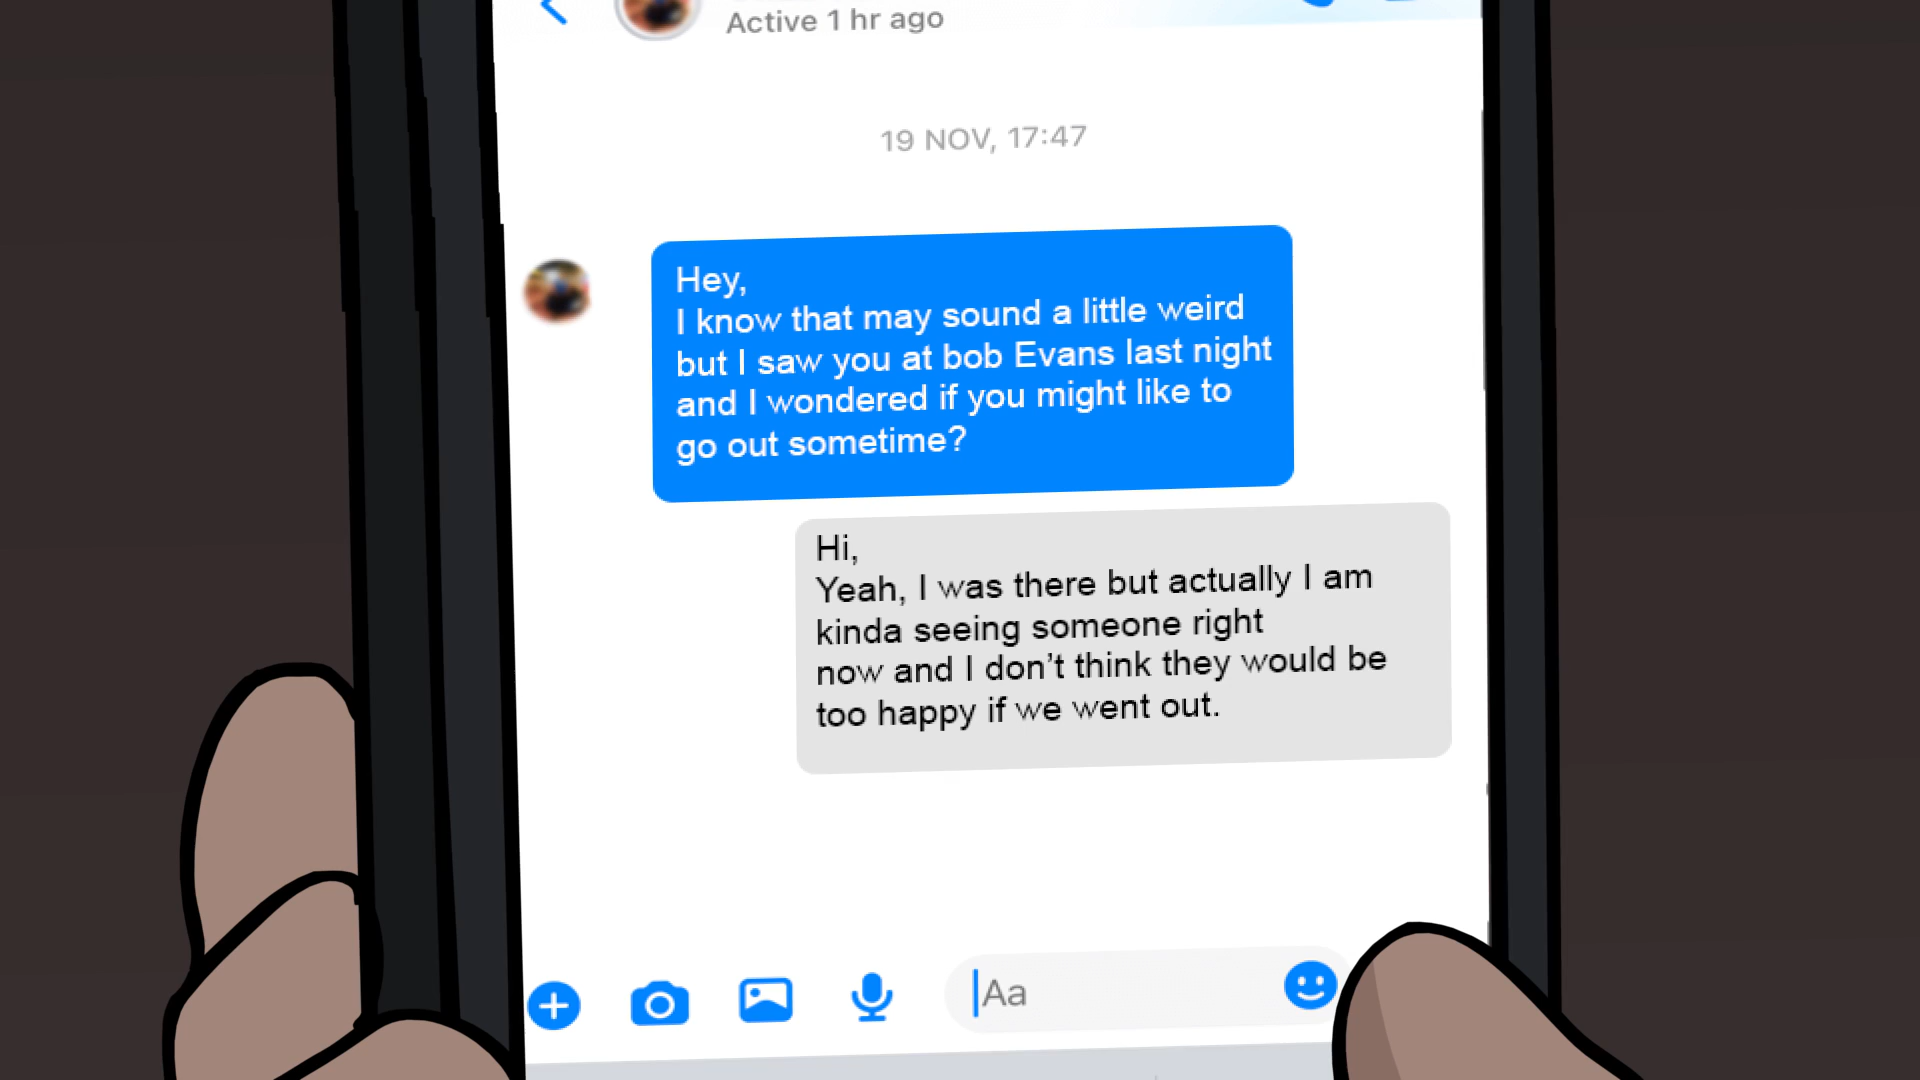 Active 1 hr ago
19 NOV, 17:47
Hey,
I know that may sound a little weird
but I saw you at bob Evans last night
and I wondered if you might like to
go out sometime?
Hi,
Yeah, I was there but actually I am
kinda seeing someone right
now and I don't think they would be
too happy if we went out.
Aa